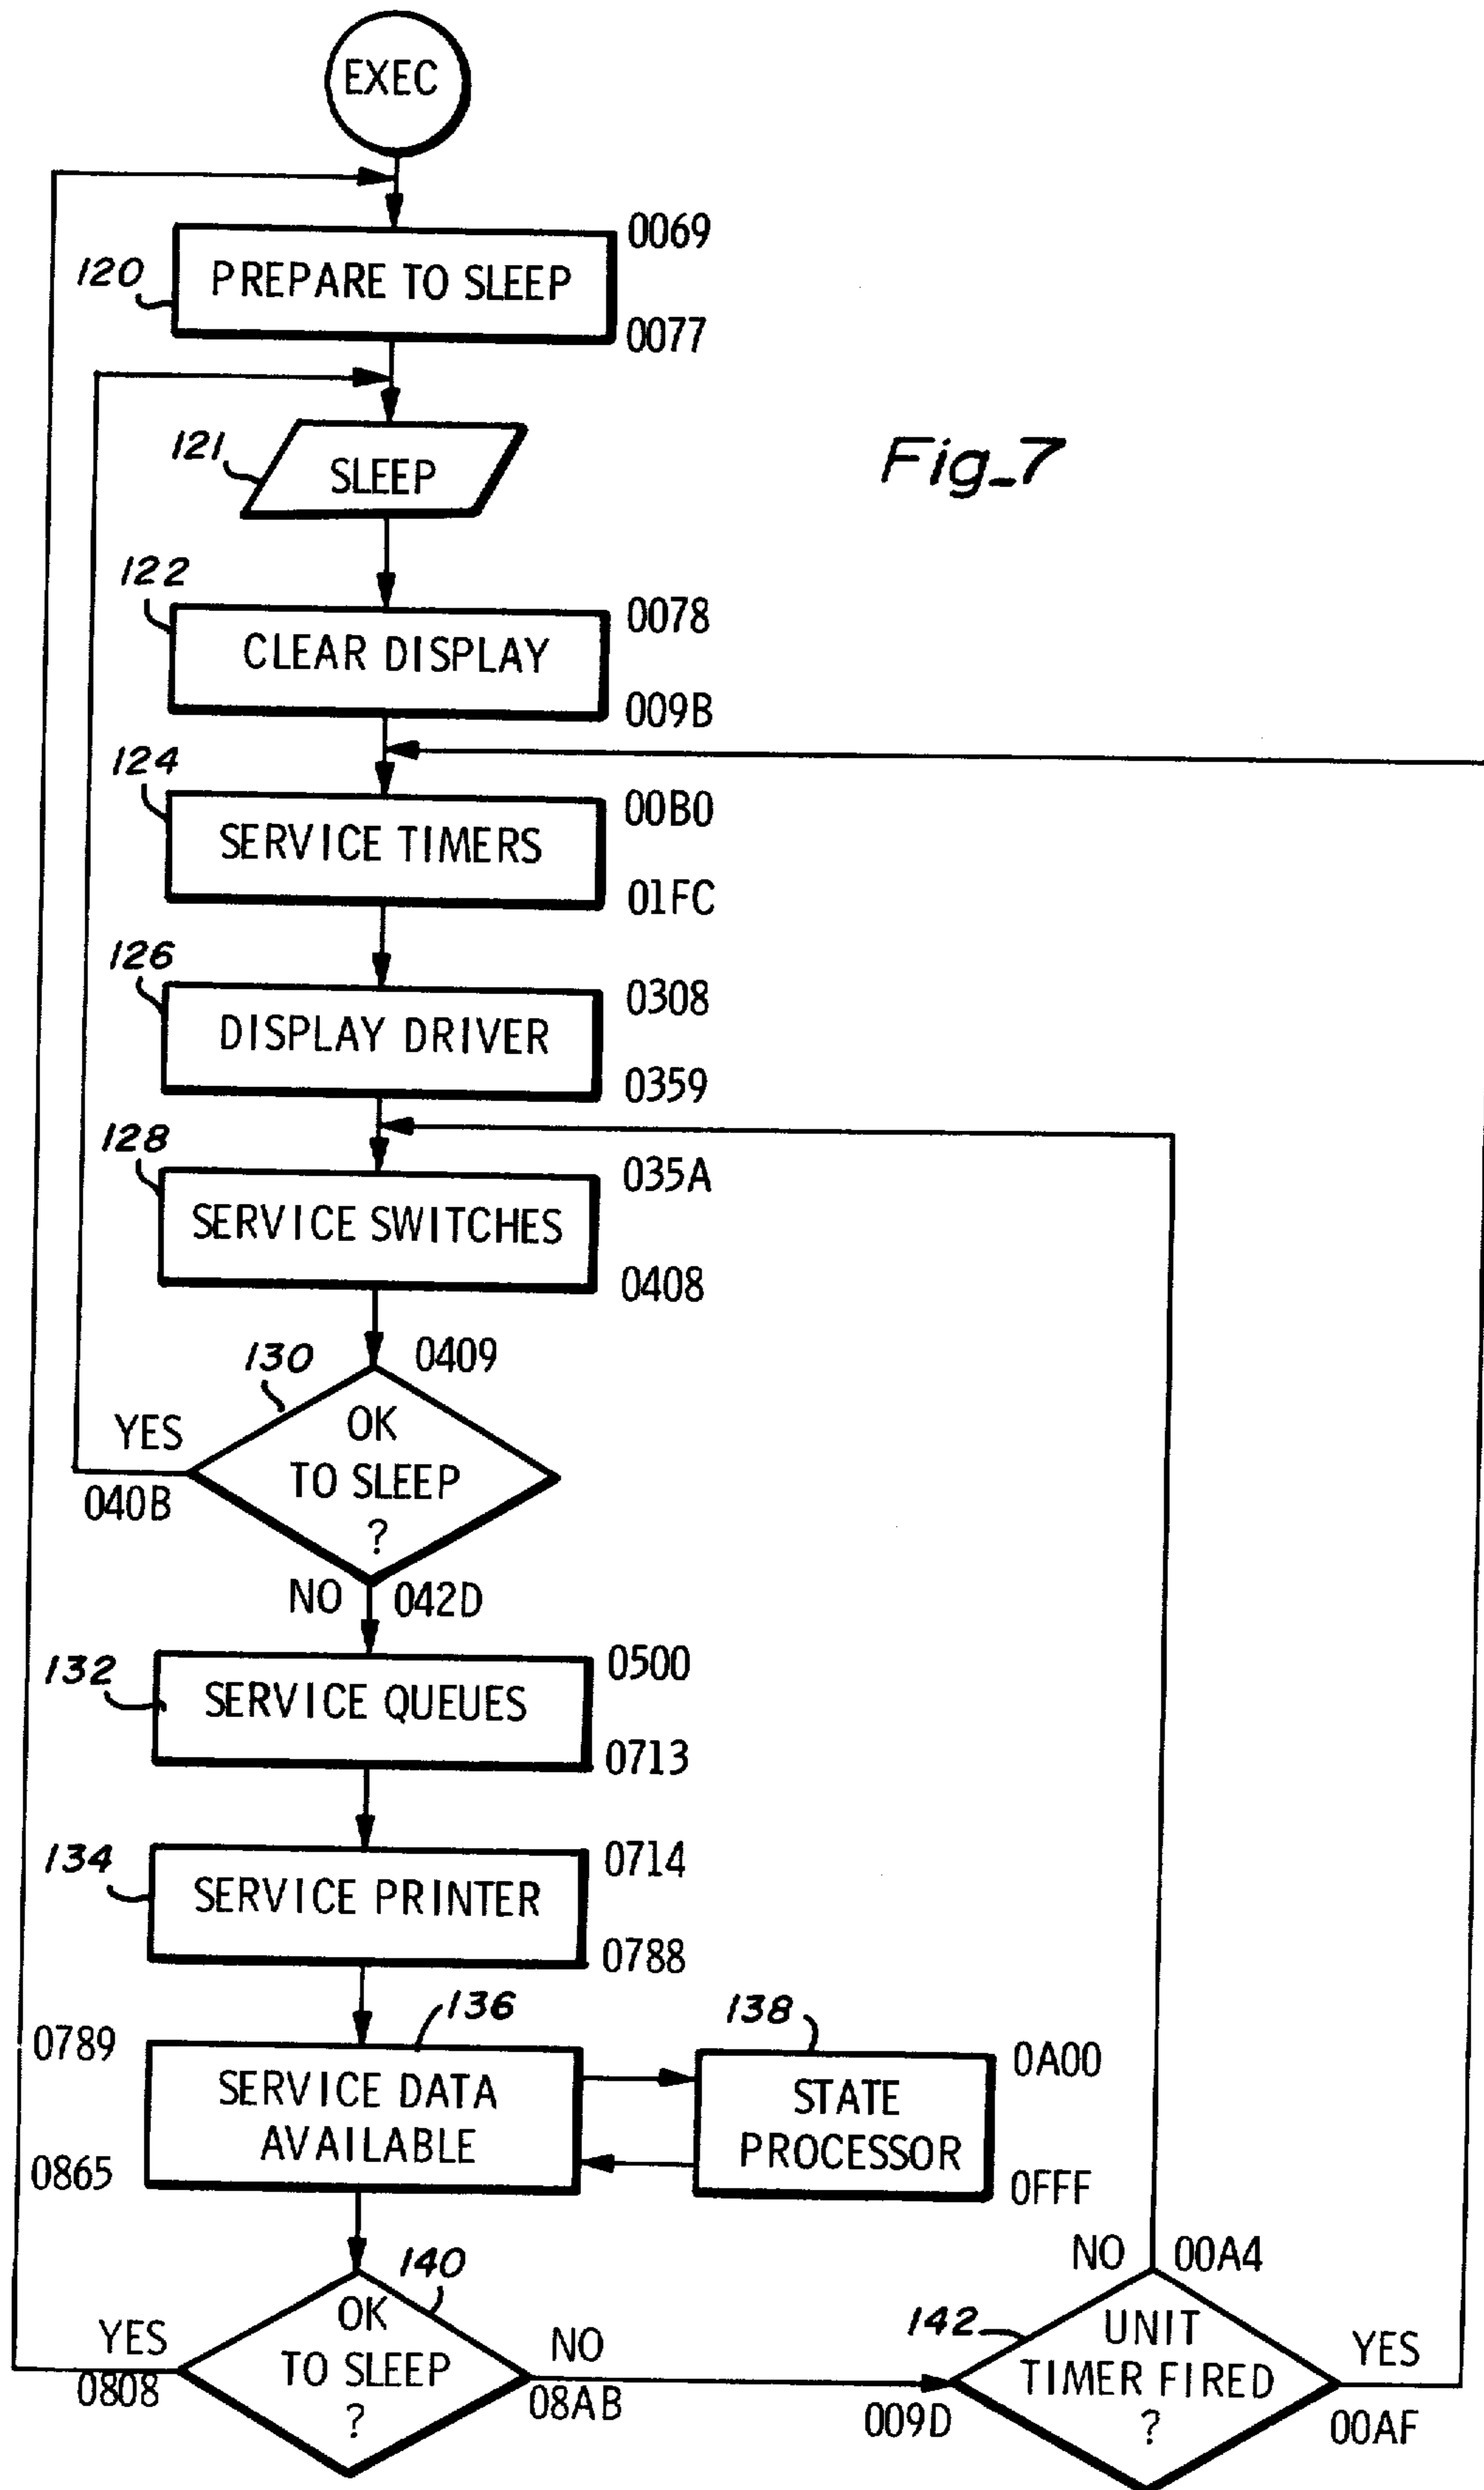 EXEC
0069
120
PREPARE TO SLEEP
0077
121
SLEEP
Fig_7
122
0078
CLEAR DISPLAY
009B
124
00B0
SERVICE TIMERS
01FC
126
0308
DISPLAY DRIVER
0359
128
035A
SERVICE SWITCHES
0408
130
0409
OK
TO SLEEP
?
YES
040B
NO
042D
132
0500
SERVICE QUEUES
0713
134
0714
SERVICE PRINTER
0788
136
138
0789
SERVICE DATA
AVAILABLE
0865
STATE
PROCESSOR
0A00
0FFF
140
OK
TO SLEEP
?
YES
0808
NO
08AB
142
009D
UNIT
TIMER FIRED
?
NO
00A4
YES
00AF